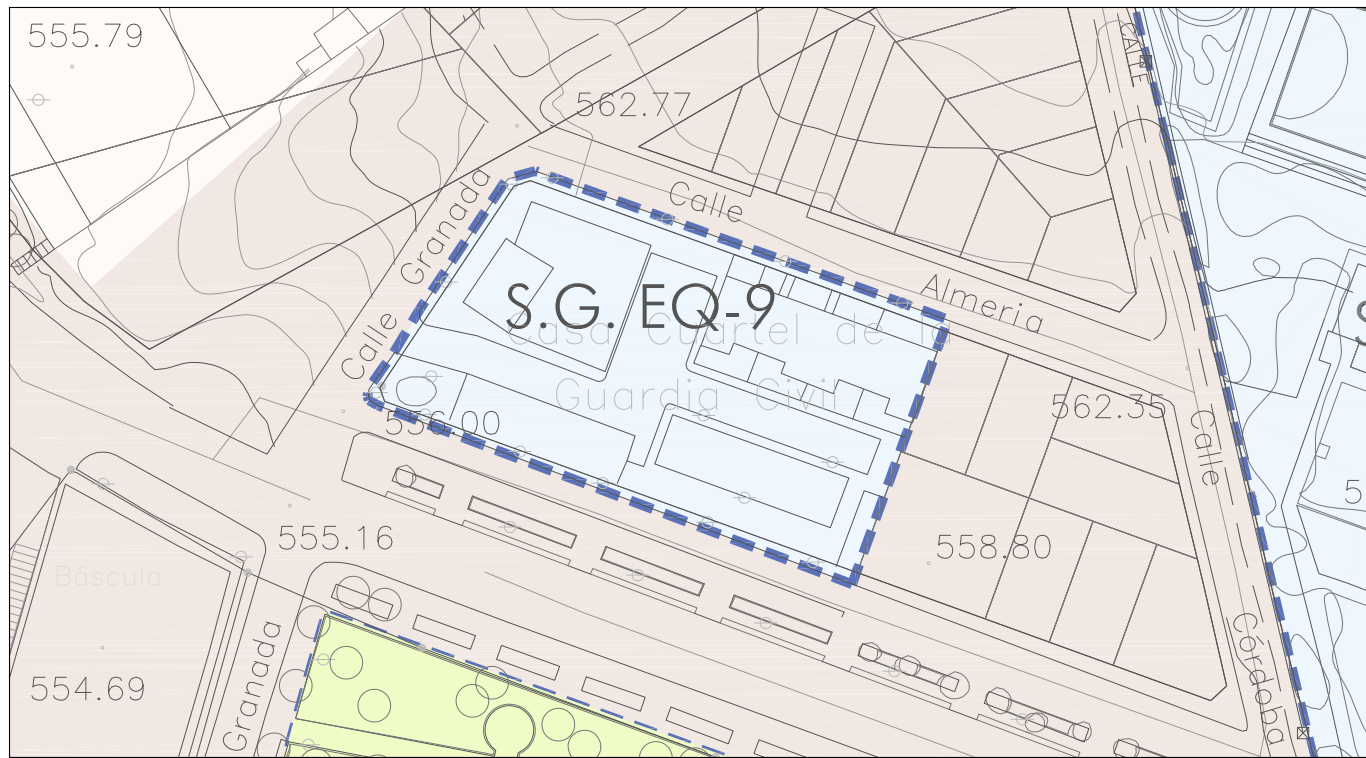 555.79
CALLE
562.77
Calle
Granada
Calle
Almeria
S.G. EQ-9
Casa Cuartel de la
Guardia Civil
S
556.00
562.35
Calle
5
555.16
558.80
Báscula
554.69
Granada
Córdoba